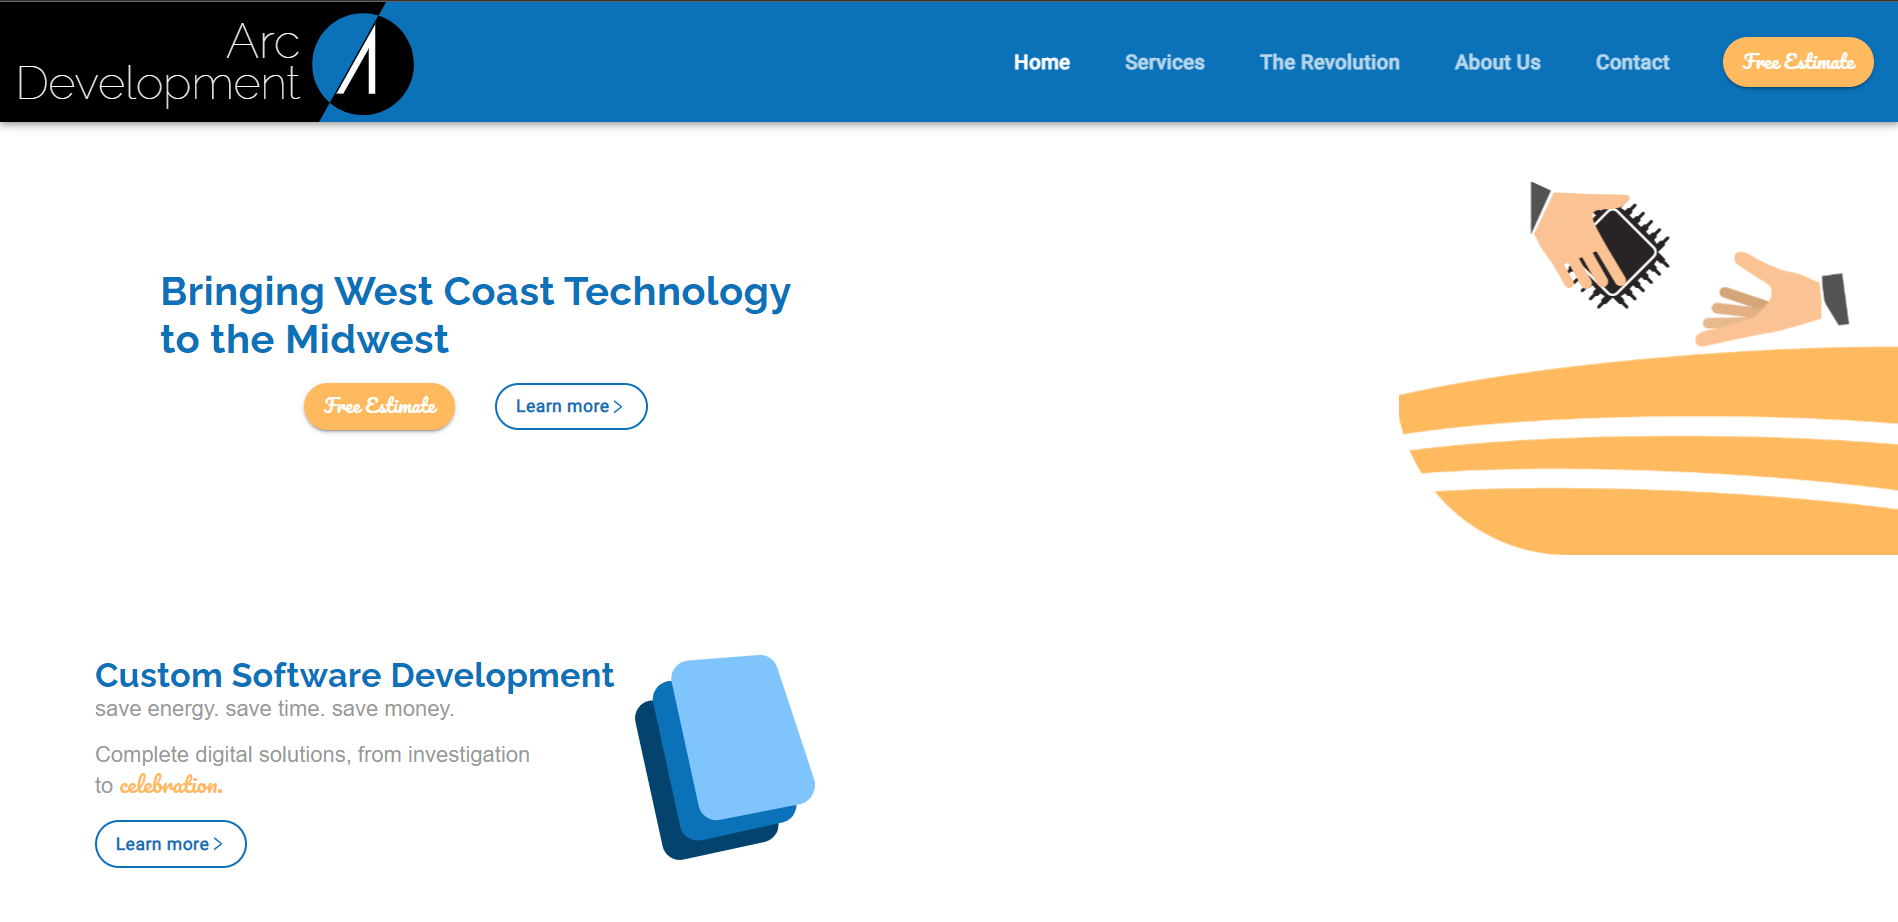 Arc
Development
Home
Services
The Revolution
About Us
Contact
Free Estimate
Bringing West Coast Technology
to the Midwest
Free Estimate
Learn more
Custom Software Development
save energy. save time. save money.
Complete digital solutions, from investigation
to celebration.
Learn more